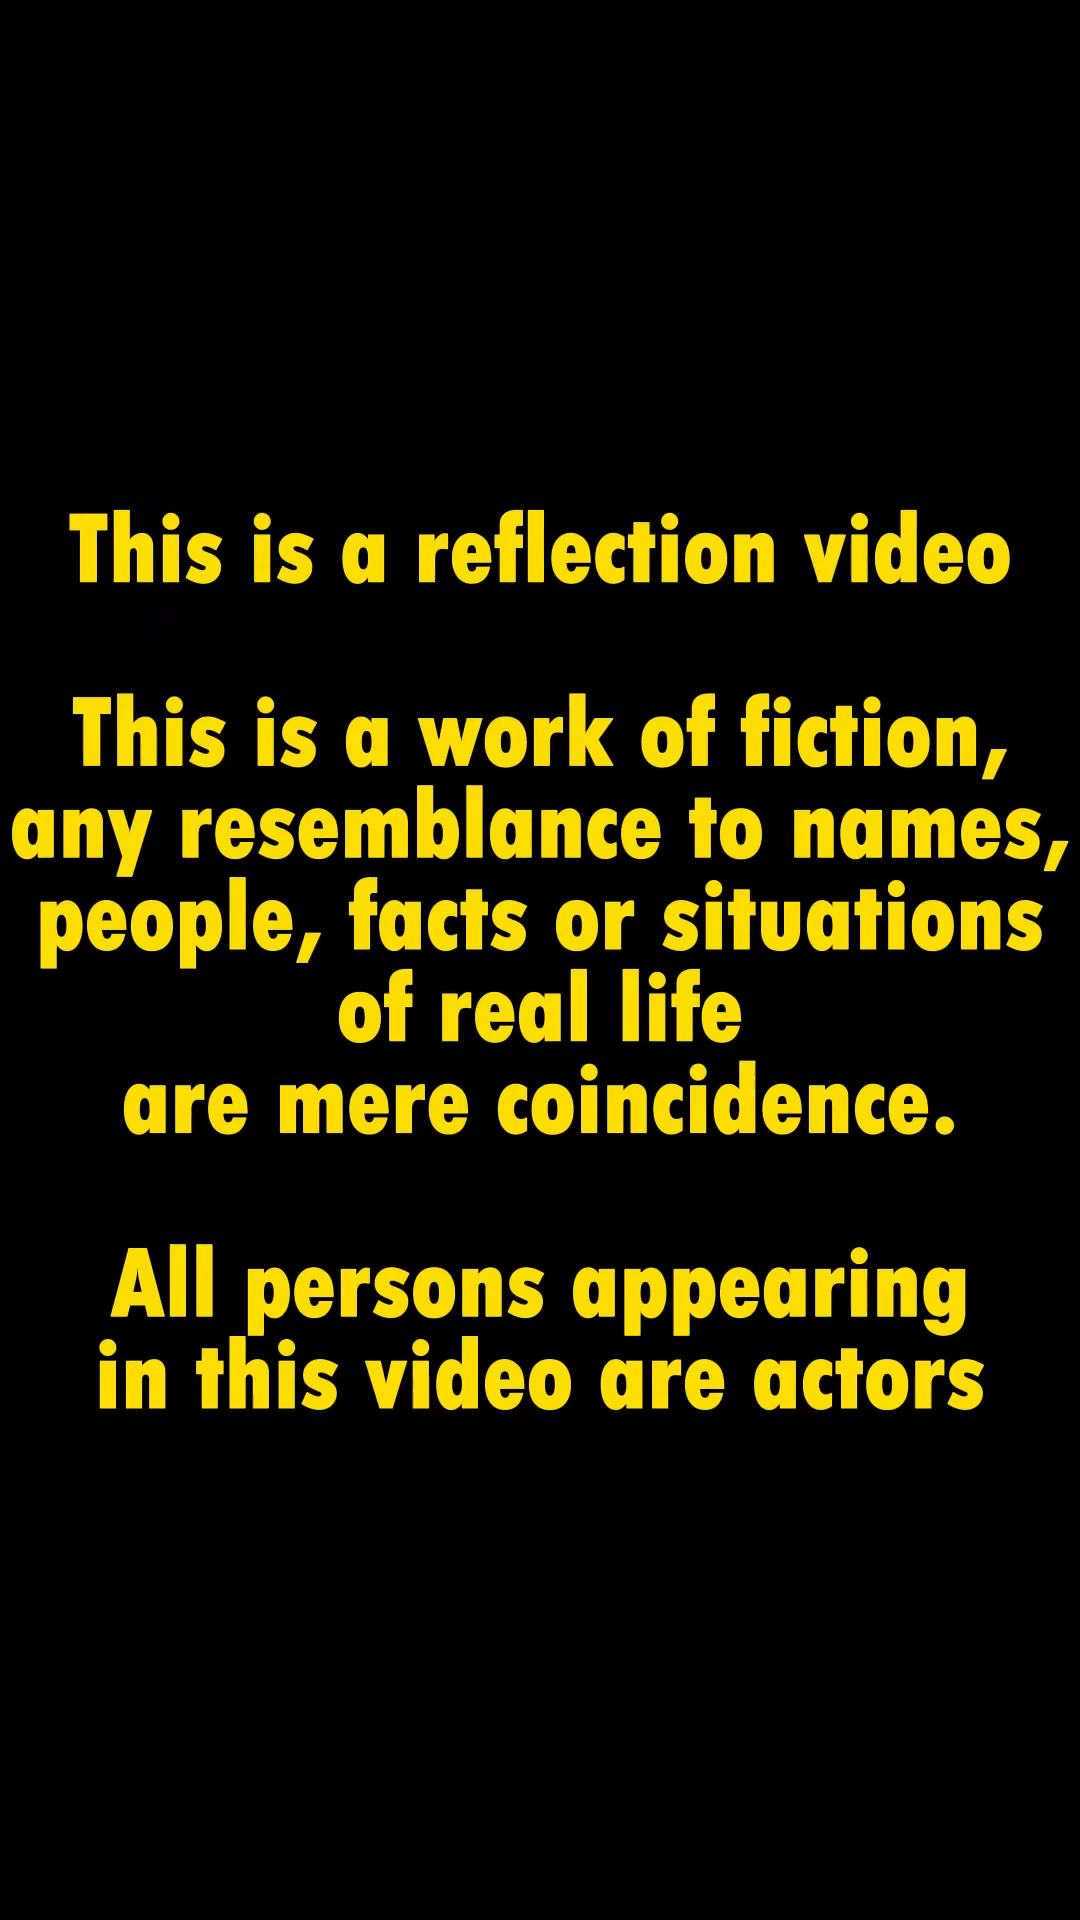 This is a reflection video
This is a work of fiction,
any resemblance to names,
people, facts or situations
of real life
are mere coincidence.
All persons appearing
in this video are actors